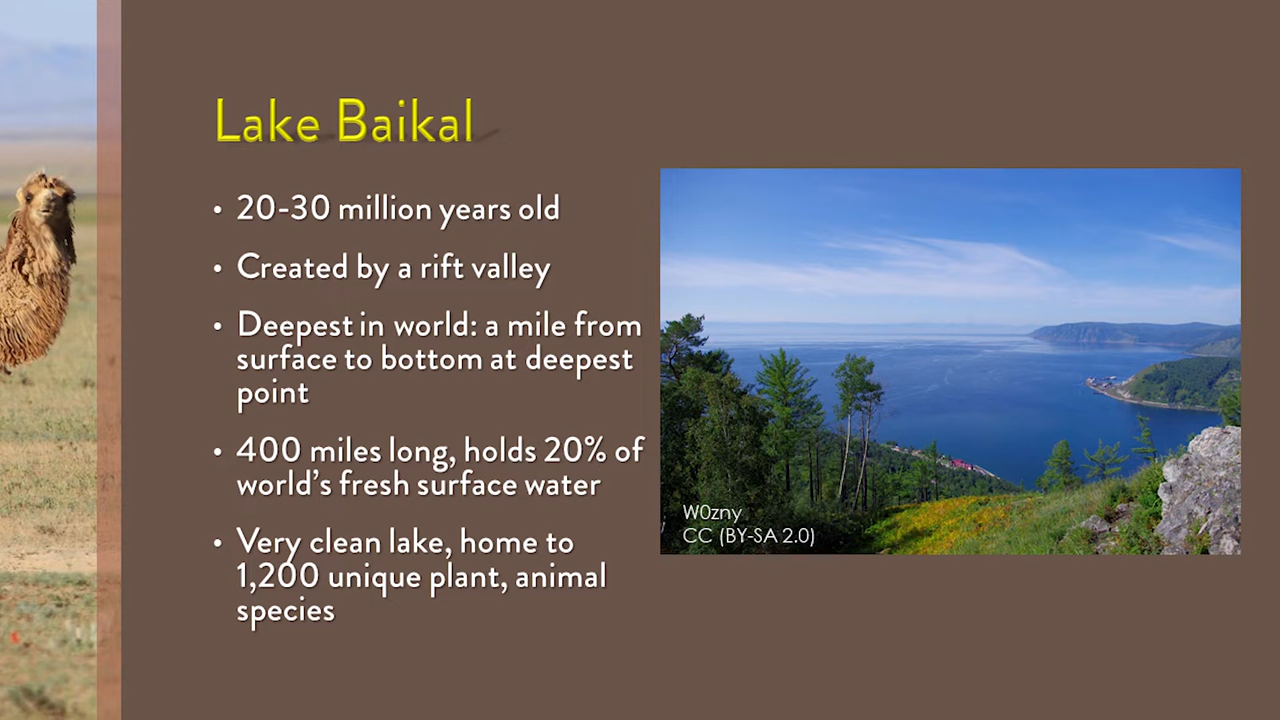 Lake Baikal
• 20-30 million years old
• Created by a rift valley
• Deepest in world: a mile from
surface to bottom at deepest
point
• 400 miles long, holds 20% of
world's fresh surface water
• Very clean lake, home to
1,200 unique plant, animal
species
W0zny
CC (BY-SA 2.0)